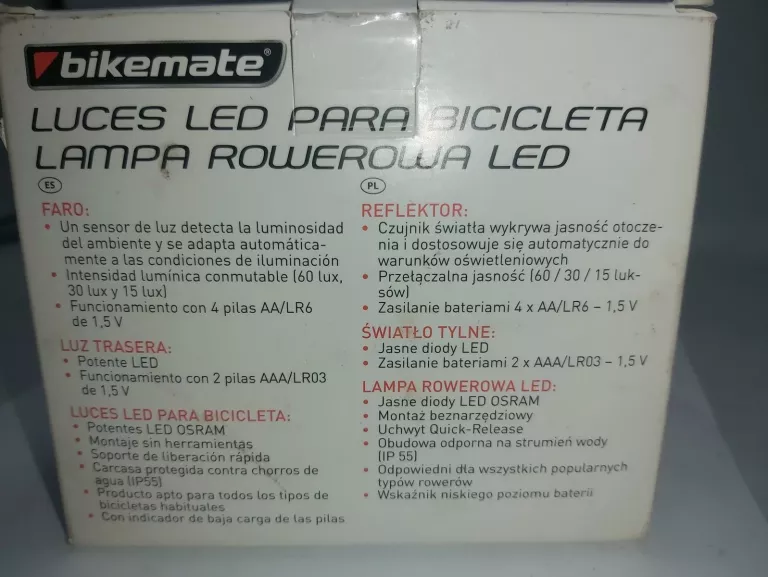 bikemate®
LUCES LED PARA BICICLETA
LAMPA ROWEROWA LED
ES
FARO:
• Un sensor de luz detecta la luminosidad
del ambiente y se adapta automática-
mente a las condiciones de iluminación
• Intensidad lumínica conmutable (60 lux,
30 lux y 15 lux)
• Funcionamiento con 4 pilas AA/LR6
de 1,5 V
LUZ TRASERA:
• Potente LED
• Funcionamiento con 2 pilas AAA/LR03
de 1,5 V
LUCES LED PARA BICICLETA:
• Potentes LED OSRAM
• Montaje sin herramientas
• Soporte de liberación rápida
• Carcasa protegida contra chorros de
agua (IP55)
• Producto apto para todos los tipos de
bicicletas habituales
• Con indicador de baja carga de las pilas
PL
REFLEKTOR:
• Czujnik światła wykrywa jasność otocze-
nia i dostosowuje się automatycznie do
warunków oświetleniowych
• Przełączalna jasność (60 / 30 / 15 luk-
sów)
• Zasilanie bateriami 4 x AA/LR6 – 1,5 V
ŚWIATŁO TYLNE:
• Jasne diody LED
• Zasilanie bateriami 2 x AAA/LR03 – 1,5 V
LAMPA ROWEROWA LED:
• Jasne diody LED OSRAM
• Montaż beznarzędziowy
• Uchwyt Quick-Release
• Obudowa odporna na strumień wody
(IP 55)
• Odpowiedni dla wszystkich popularnych
typów rowerów
• Wskaźnik niskiego poziomu baterii